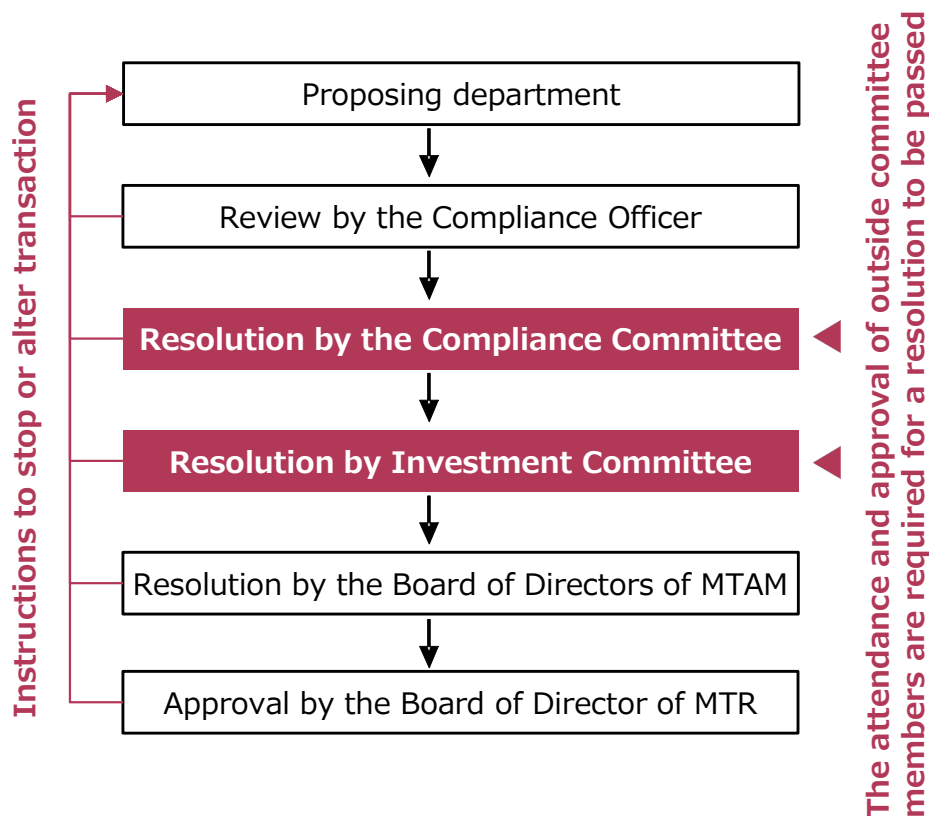 Instructions to stop or alter transaction
Proposing department
Review by the Compliance Officer
Resolution by the Compliance Committee
Resolution by Investment Committee
Resolution by the Board of Directors of MTAM
Approval by the Board of Director of MTR
The attendance and approval of outside committee
members are required for a resolution to be passed